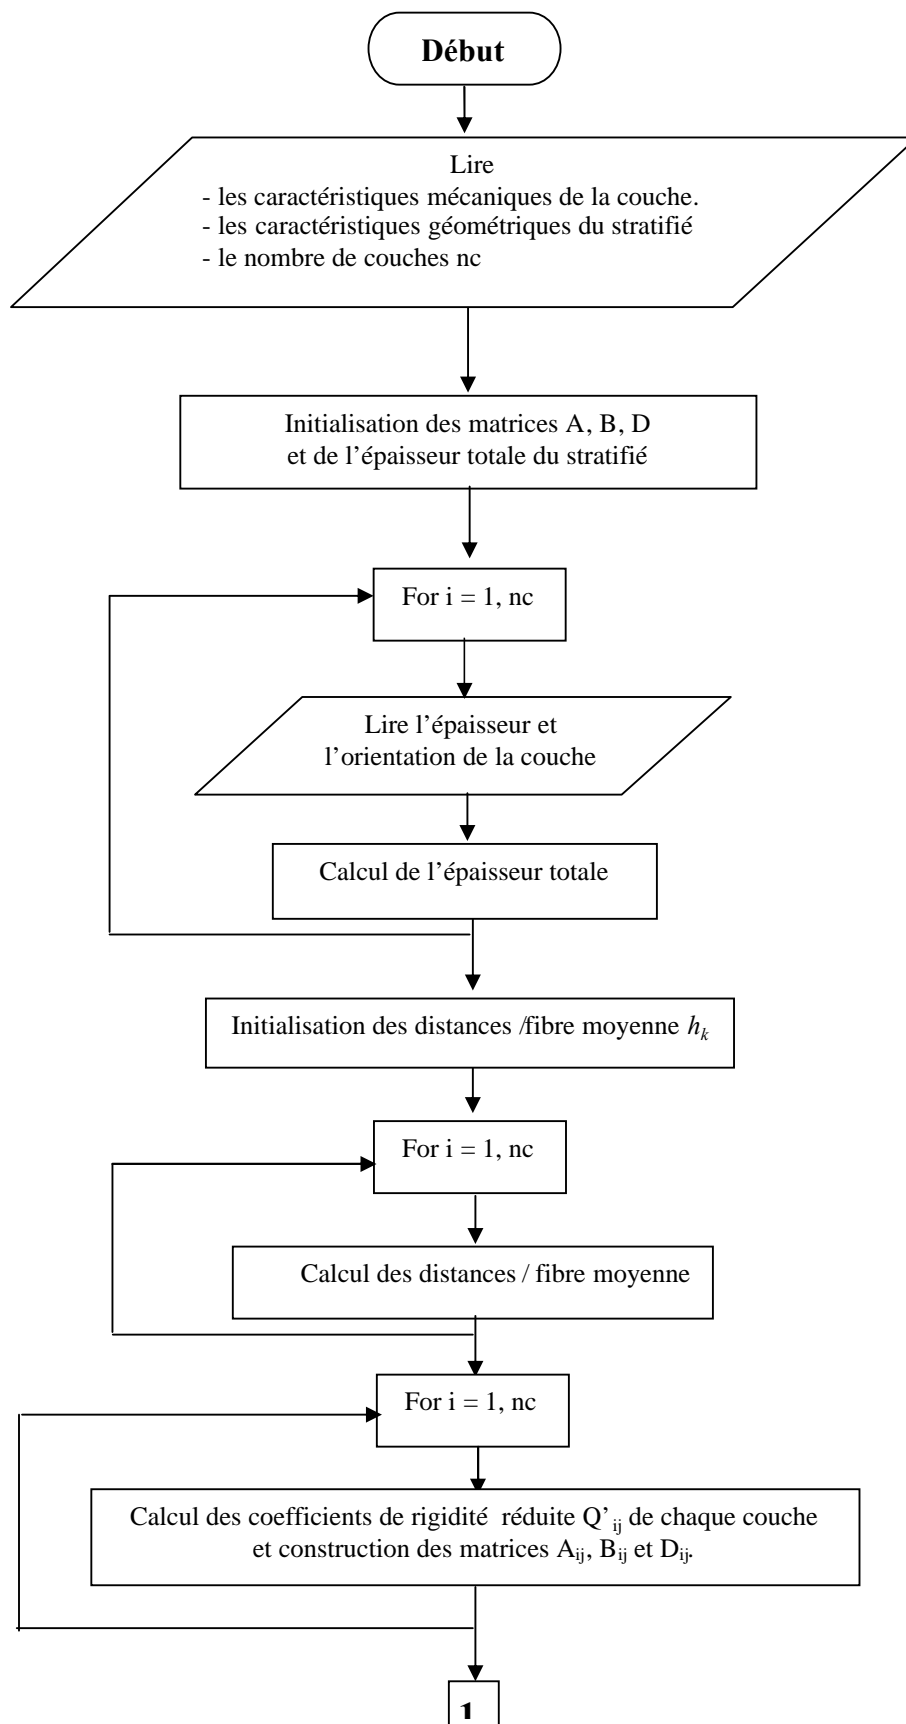 Début
Lire
- les caractéristiques mécaniques de la couche.
- les caractéristiques géométriques du stratifié
- le nombre de couches nc
Initialisation des matrices A, B, D
et de l’épaisseur totale du stratifié
For i = 1, nc
Lire l’épaisseur et
l’orientation de la couche
Calcul de l’épaisseur totale
Initialisation des distances /fibre moyenne hk
For i = 1, nc
Calcul des distances / fibre moyenne
For i = 1, nc
Calcul des coefficients de rigidité réduite Q’ij de chaque couche
et construction des matrices Aij, Bij et Dij.
1